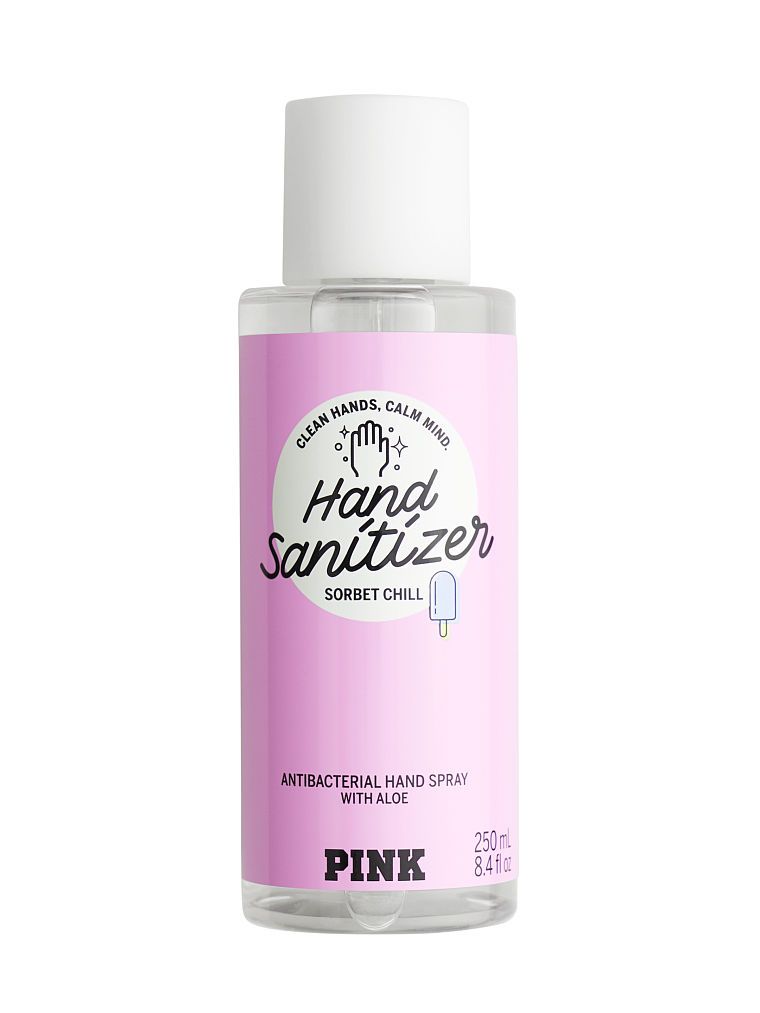 CLEAN HANDS, CALM MIND.
Hand
Sanitizer
SORBET CHILL
ANTIBACTERIAL HAND SPRAY
WITH ALOE
PINK
250 mL
8.4 fl oz